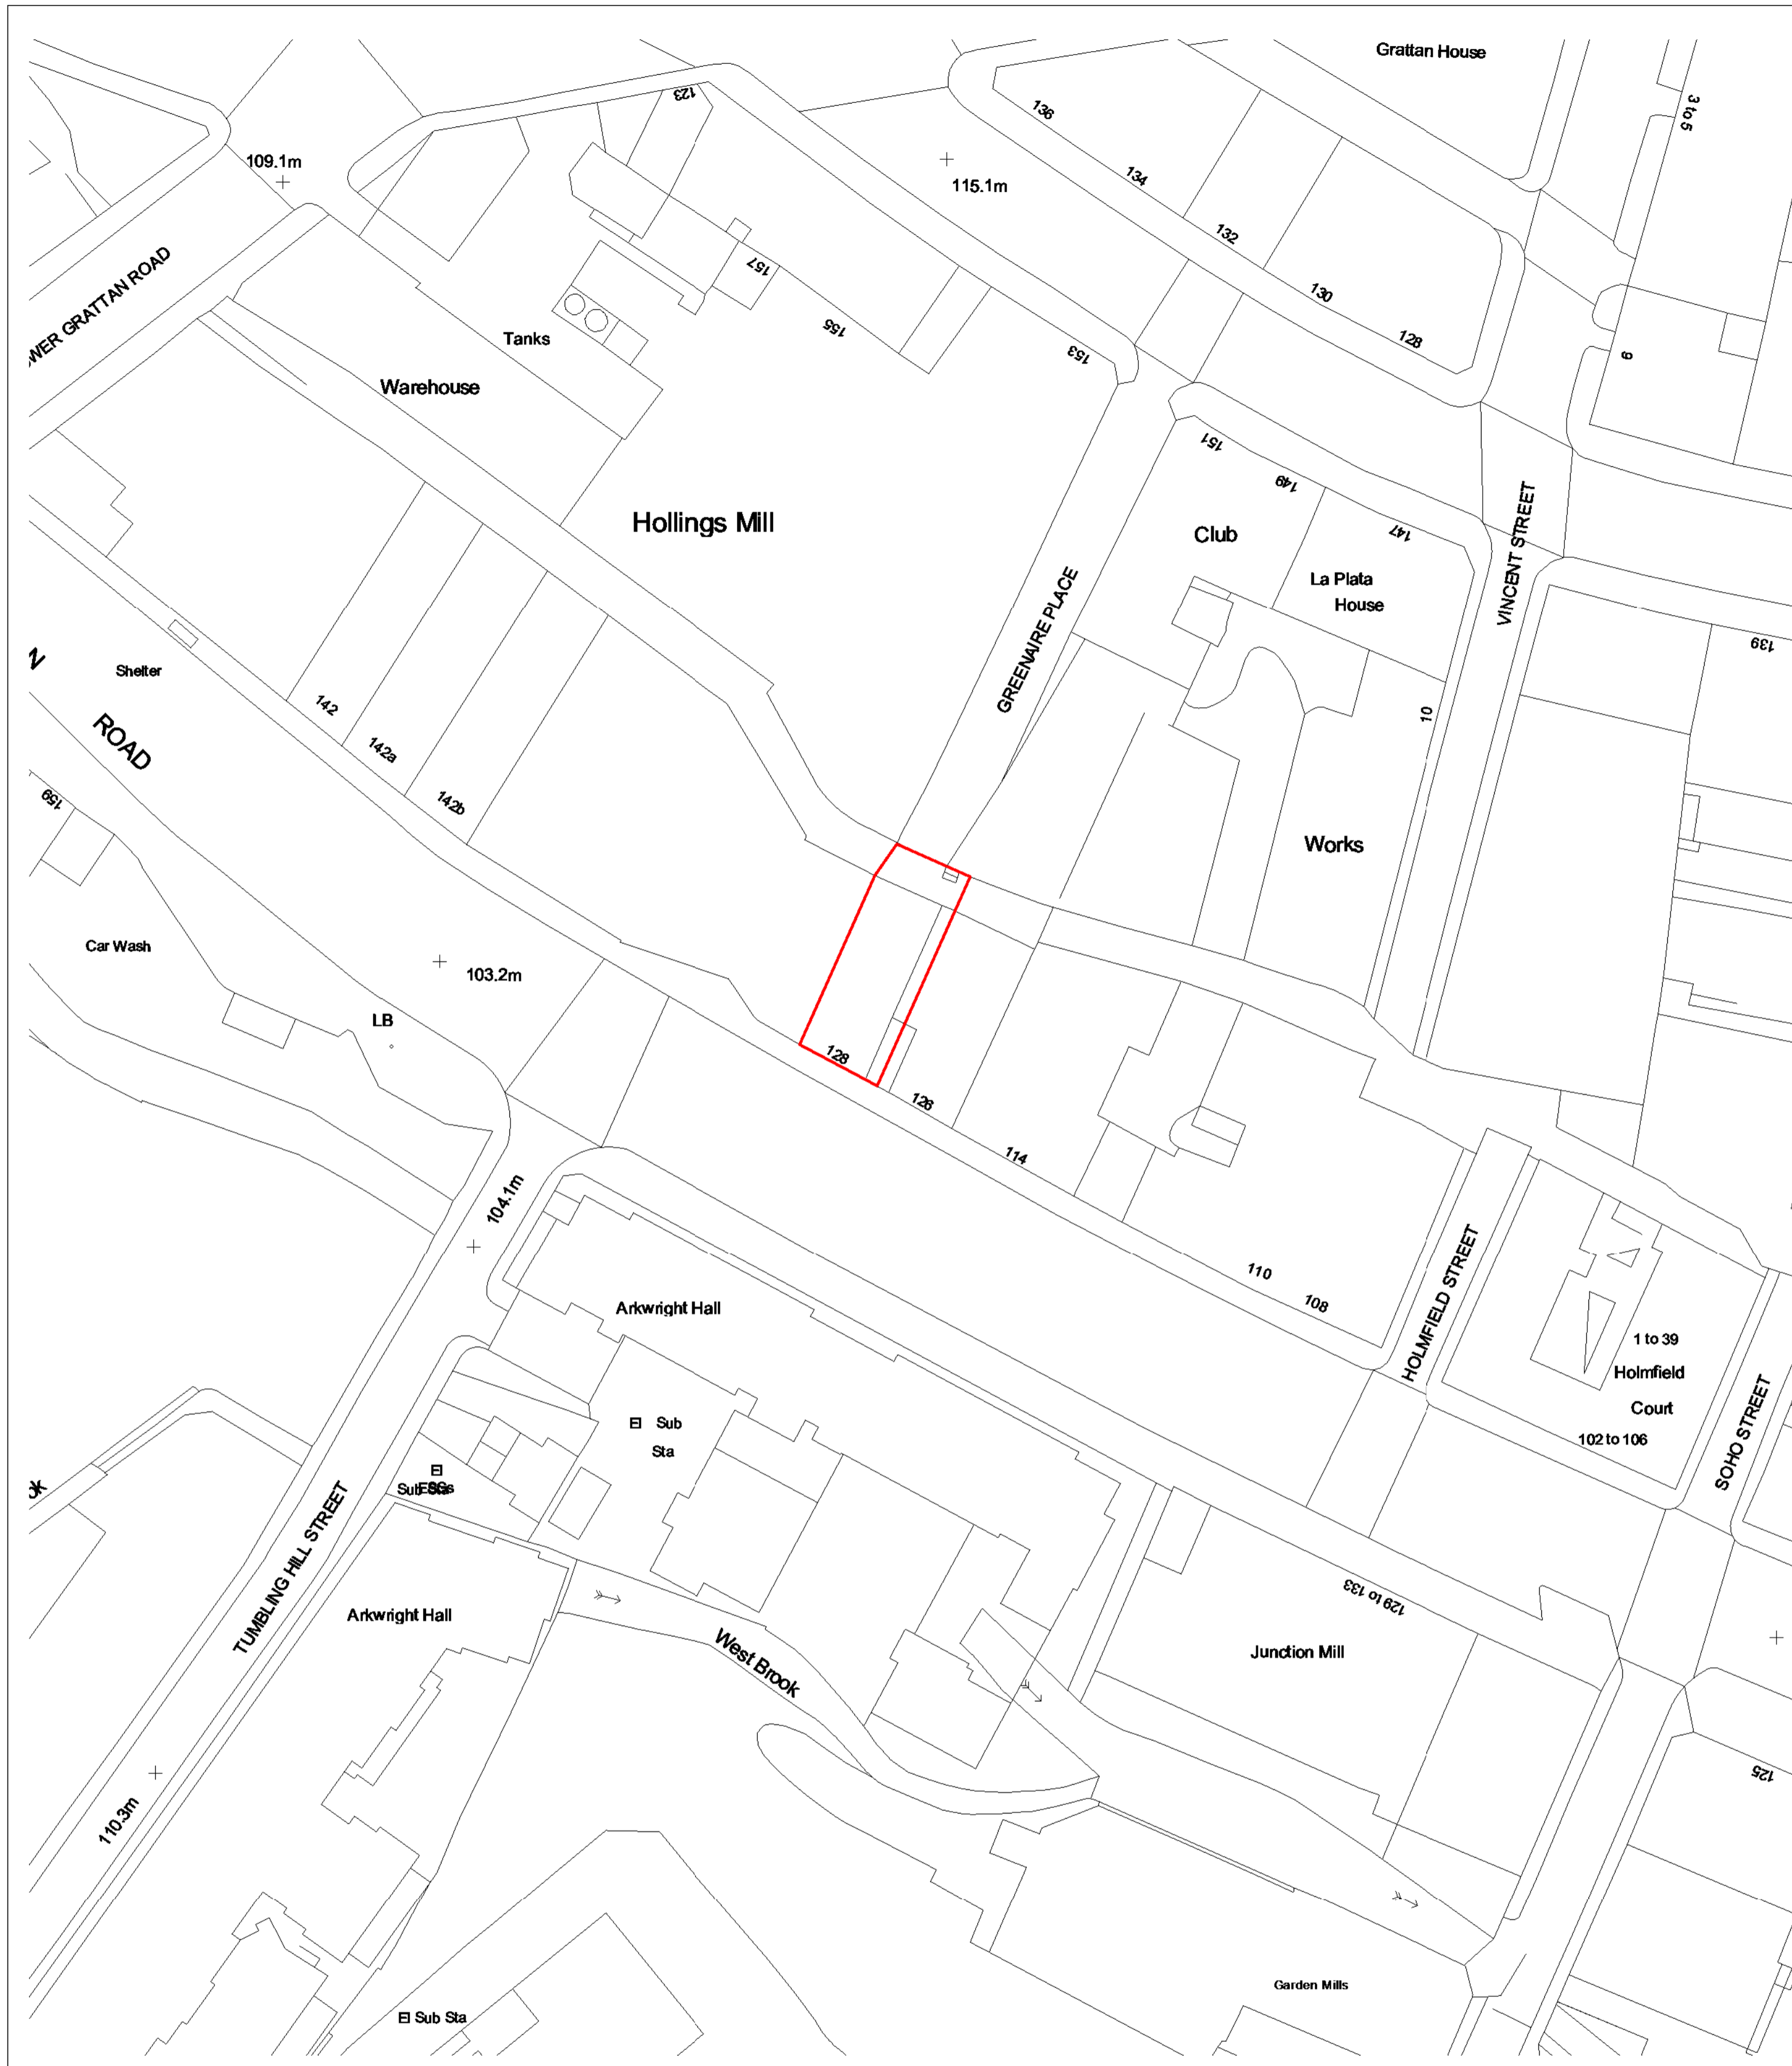 Grattan House
123
136
3 to 5
109.1m
115.1m
134
132
WER GRATTAN ROAD
157
130
155
128
Tanks
153
9
Warehouse
151
149
147
Hollings Mill
Club
VINCENT STREET
La Plata
House
GREENAIRE PLACE
139
Shelter
142
10
ROAD
142a
142b
159
Works
Car Wash
103.2m
LB
128
126
114
104.1m
110
108
Arkwright Hall
HOLMFIELD STREET
1 to 39
Holmfield
Court
102 to 106
SOHO STREET
Sub
Sta
Sub Sta
TUMBLING HILL STREET
Arkwright Hall
129 to 133
West Brook
Junction Mill
125
110.3m
Garden Mills
Sub Sta